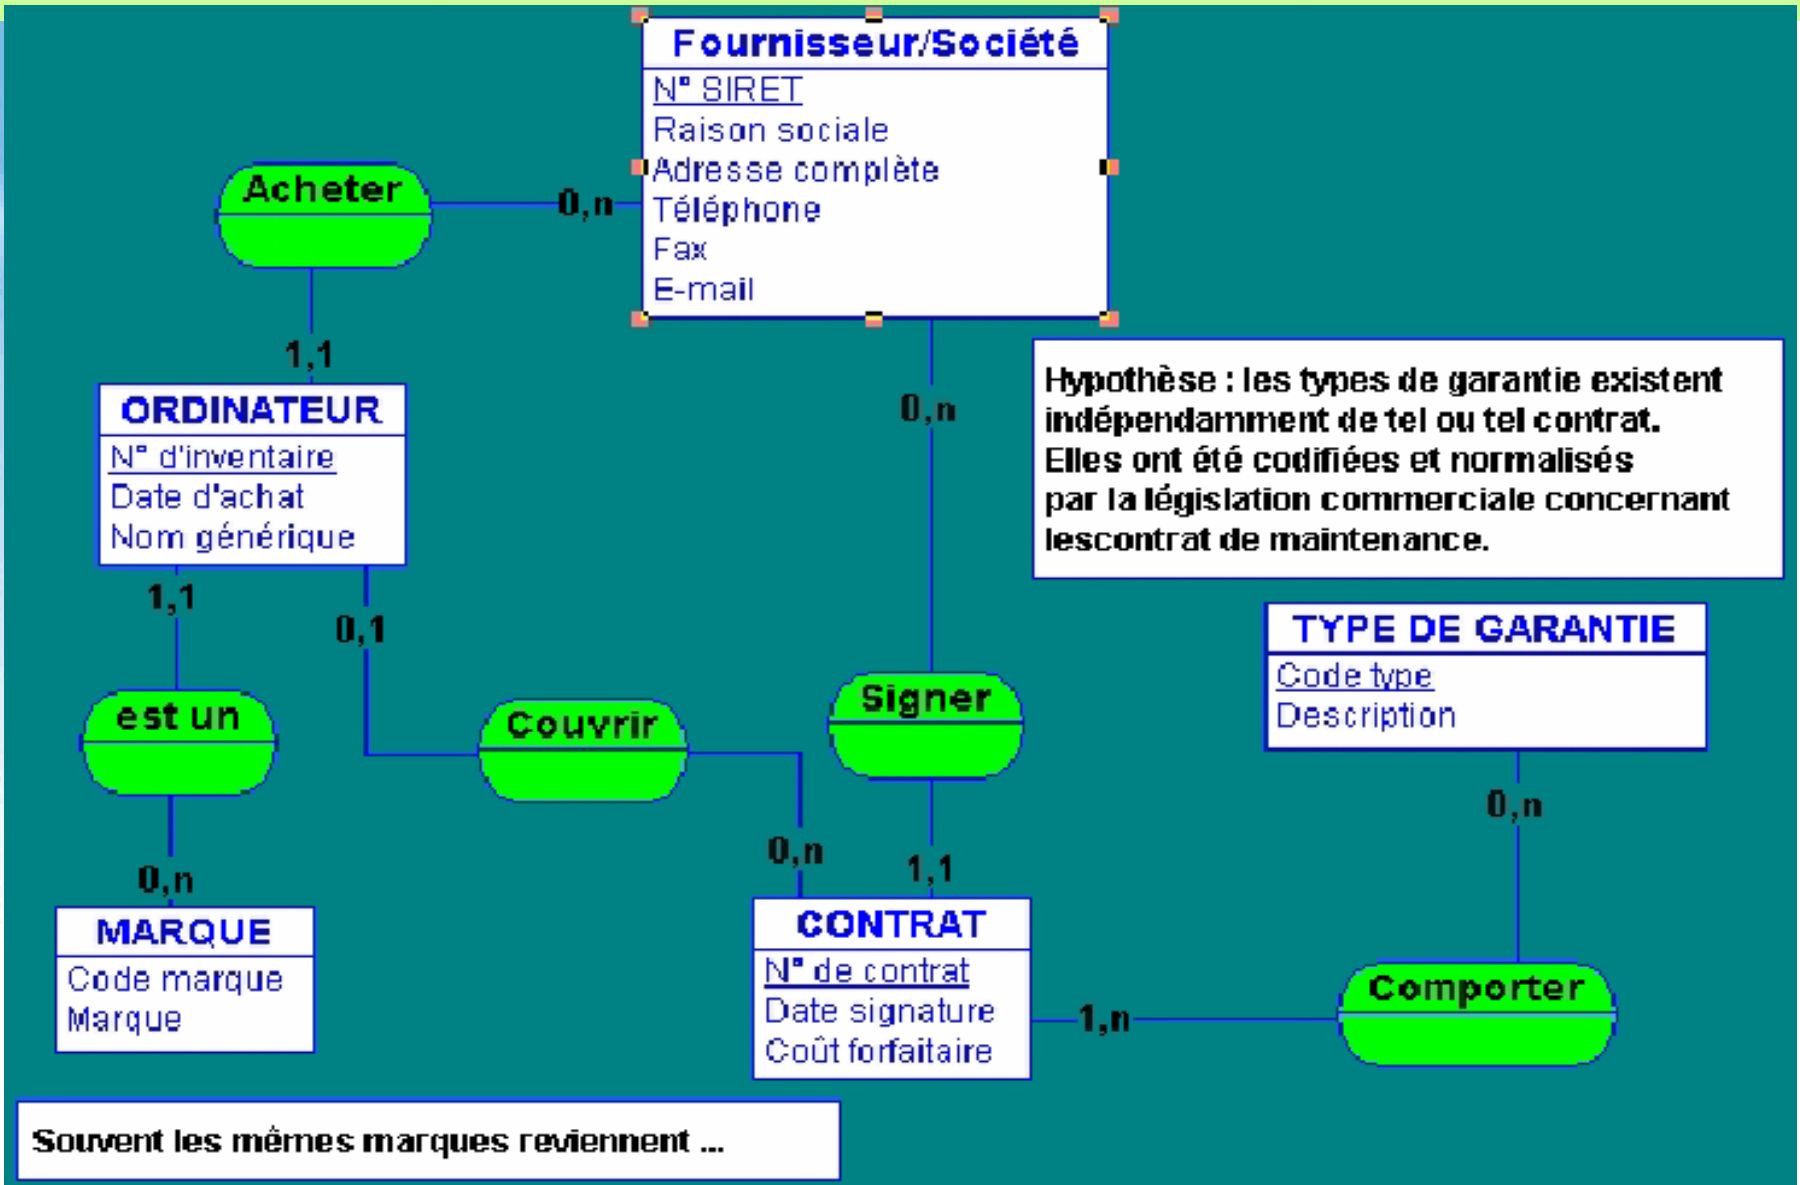 Fournisseur/Société
N° SIRET
Raison sociale
Adresse complète
Téléphone
Fax
E-mail
Acheter
0,n
1,1
ORDINATEUR
N° d'inventaire
Date d'achat
Nom générique
0,n
Hypothèse : les types de garantie existent
indépendamment de tel ou tel contrat.
Elles ont été codifiées et normalisés
par la législation commerciale concernant
lescontrat de maintenance.
1,1
0,1
TYPE DE GARANTIE
Code type
Description
est un
Couvrir
Signer
0,n
0,n
0,n
1,1
MARQUE
Code marque
Marque
CONTRAT
N° de contrat
Date signature
Coût forfaitaire
1,n
Comporter
Souvent les mêmes marques reviennent ...